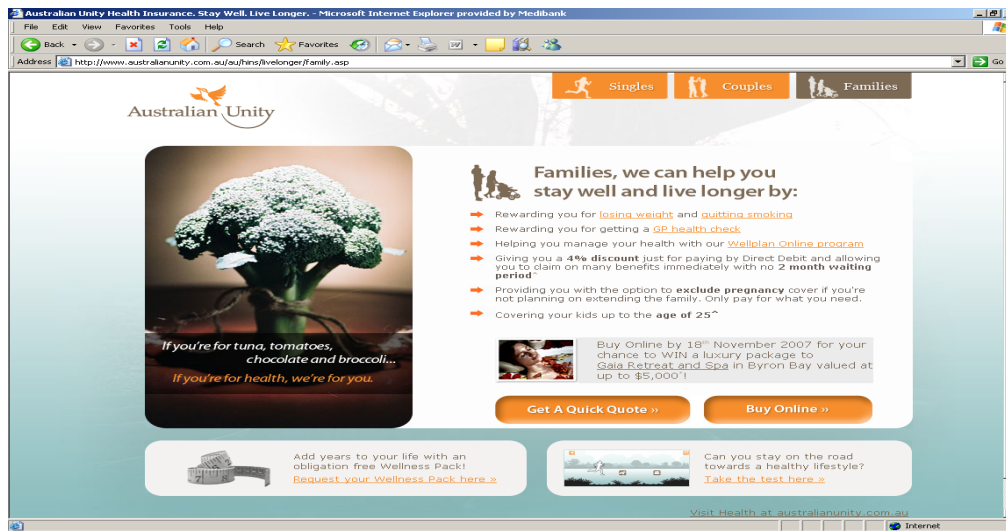 Australian Unity Health Insurance. Stay Well. Live Longer. - Microsoft Internet Explorer provided by Medibank
File Edit View Favorites Tools Help
Back Search Favorites
Address http://www.australianunity.com.au/au/hins/livelonger/family.asp Go
Singles Couples Families
Australian Unity
Families, we can help you
stay well and live longer by:
Rewarding you for losing weight and quitting smoking
Rewarding you for getting a GP health check
Helping you manage your health with our Wellplan Online program
Giving you a 4% discount just for paying by Direct Debit and allowing
you to claim on many benefits immediately with no 2 month waiting
period^
Providing you with the option to exclude pregnancy cover if you're
not planning on extending the family. Only pay for what you need.
Covering your kids up to the age of 25^
If you're for tuna, tomatoes,
chocolate and broccoli...
If you're for health, we're for you.
Buy Online by 18th November 2007 for your
chance to WIN a luxury package to
Gaia Retreat and Spa in Byron Bay valued at
up to $5,000*!
Get A Quick Quote »
Buy Online »
Add years to your life with an
obligation free Wellness Pack!
Request your Wellness Pack here »
Can you stay on the road
towards a healthy lifestyle?
Take the test here »
Visit Health at australianunity.com.au
Internet